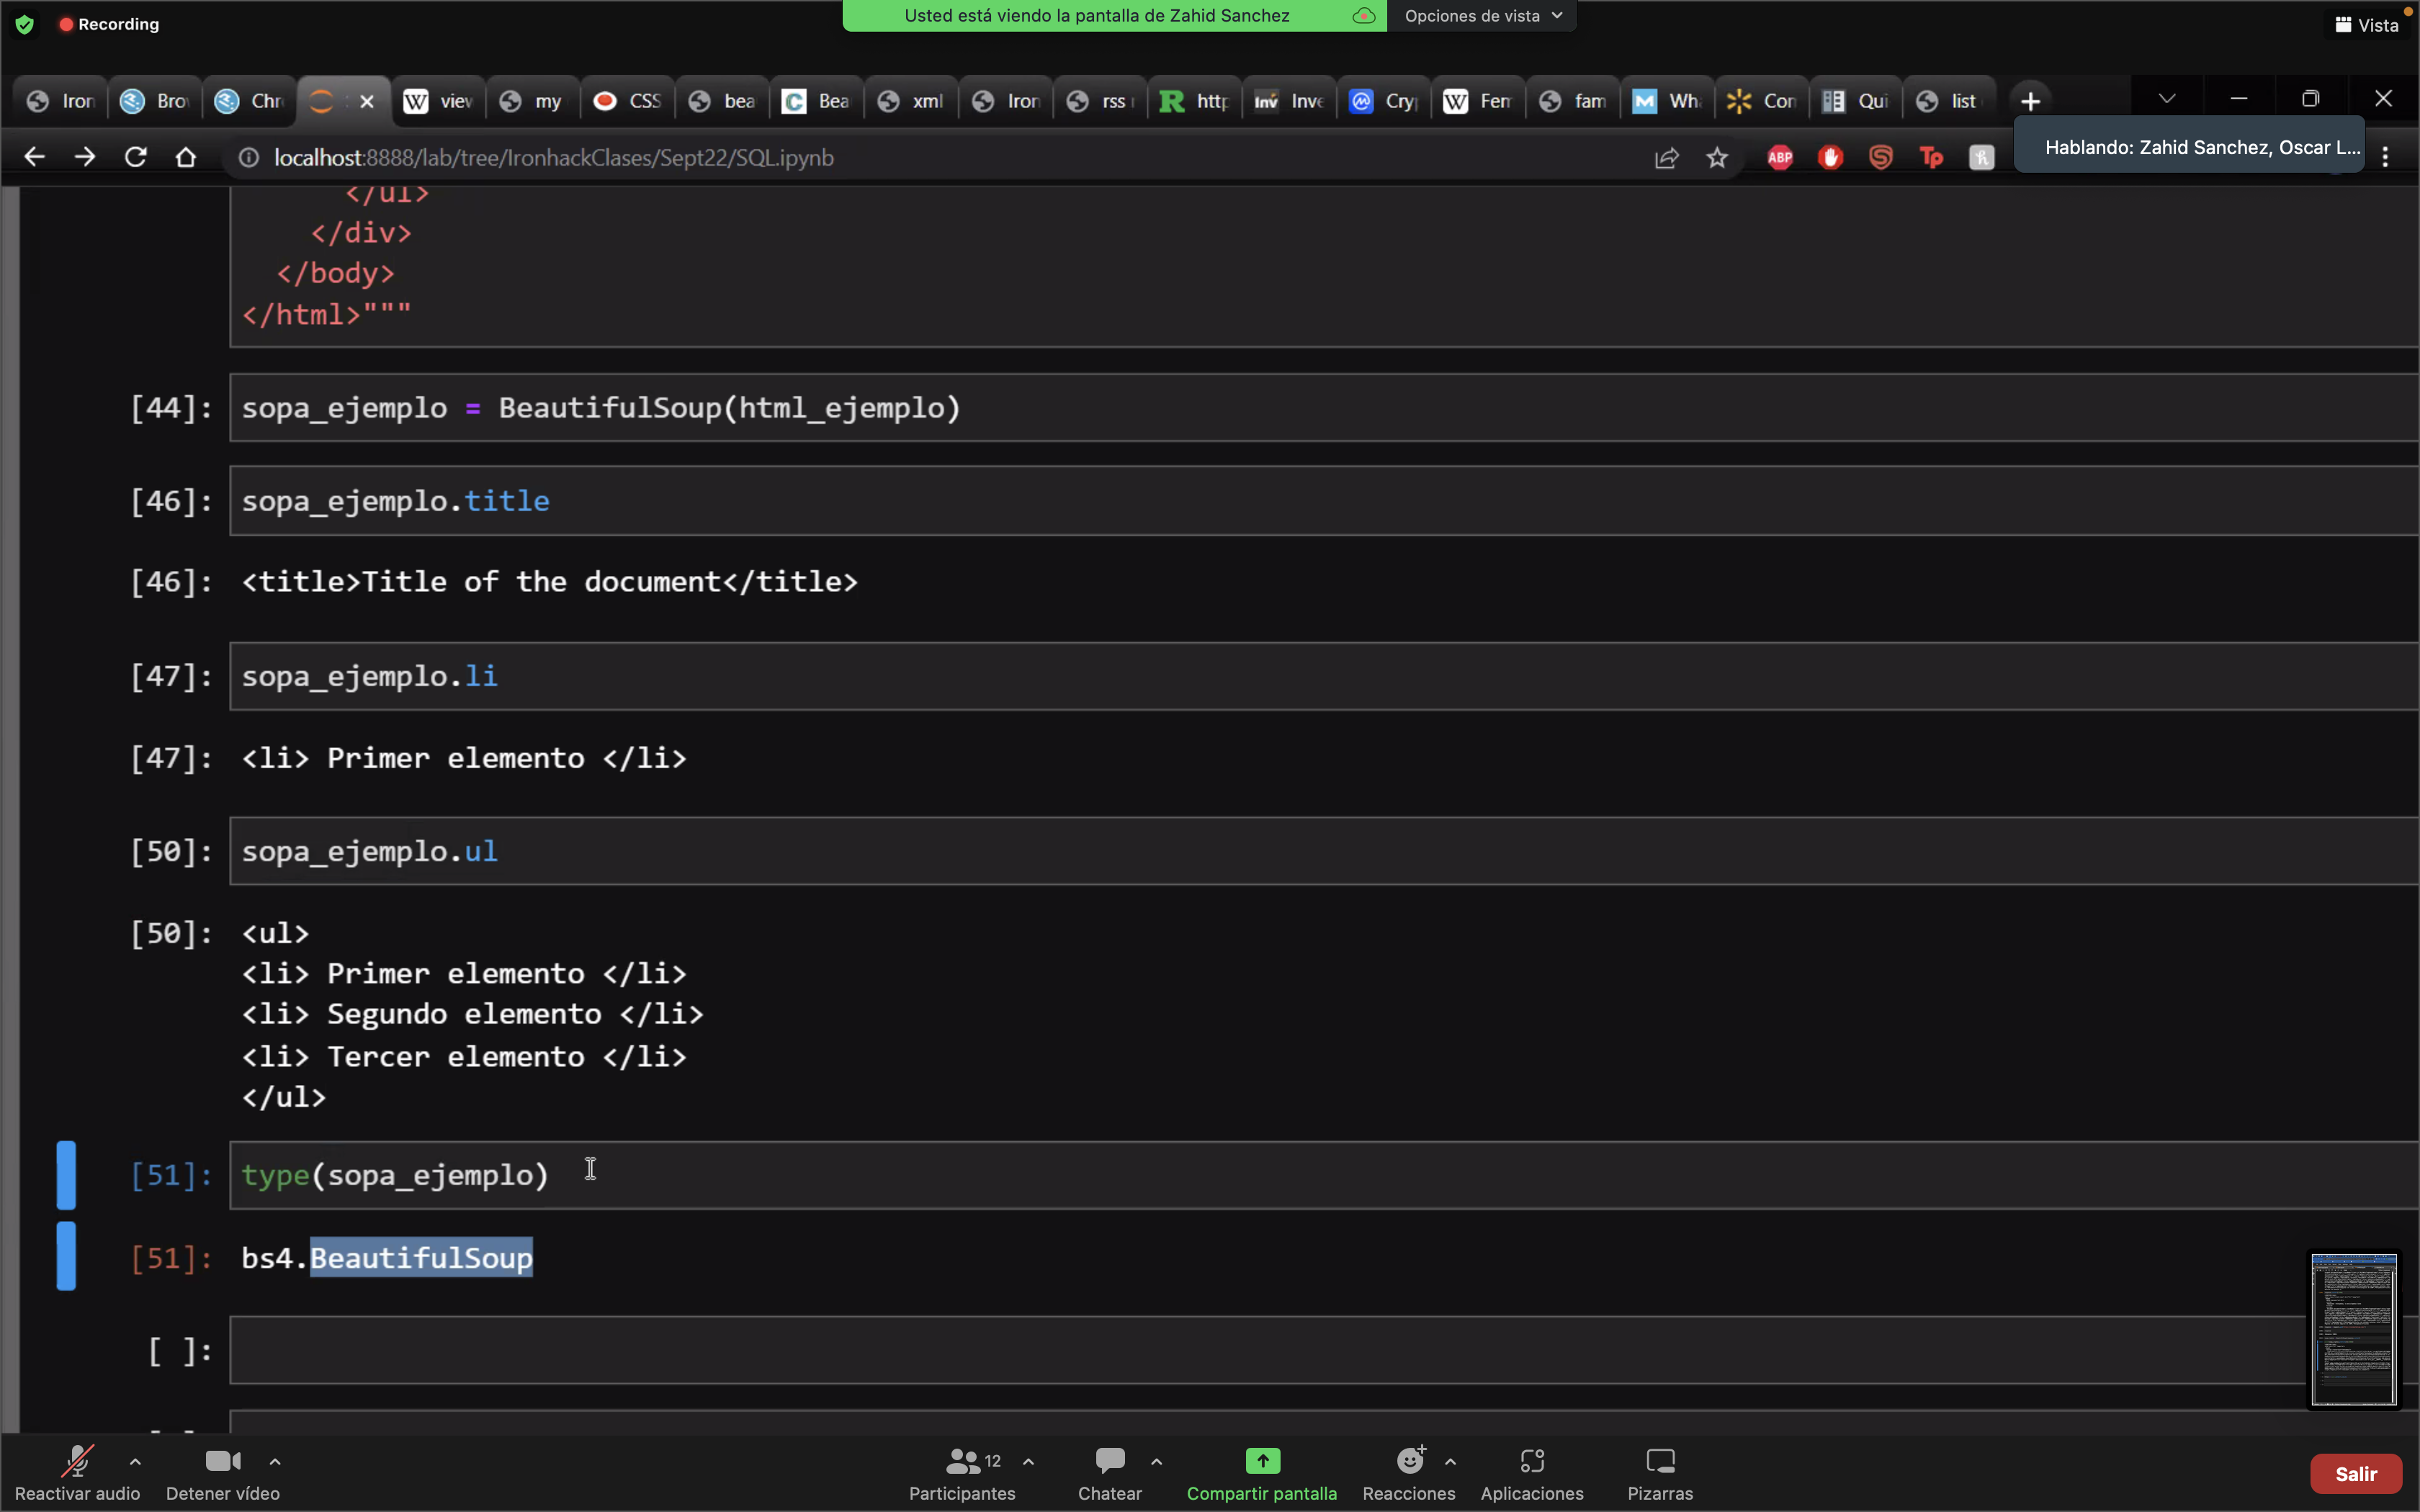 Recording
Usted está viendo la pantalla de Zahid Sanchez
Opciones de vista
Vista
Iron
Bro
Chr
view
my
CSS
bea
Bea
xml
Iron
rss
http
Inve
Cry
Fem
fam
Wh
Con
Qui
list
localhost:8888/lab/tree/IronhackClases/Sept22/SQL.ipynb
ABP
Tp
Hablando: Zahid Sanchez, Oscar L...
</ul>
</div>
</body>
</html>"""
[44]: sopa_ejemplo = BeautifulSoup(html_ejemplo)
[46]: sopa_ejemplo.title
[46]: <title>Title of the document</title>
[47]: sopa_ejemplo.li
[47]: <li> Primer elemento </li>
[50]: sopa_ejemplo.ul
[50]: <ul>
<li> Primer elemento </li>
<li> Segundo elemento </li>
<li> Tercer elemento </li>
</ul>
[51]: type(sopa_ejemplo)
[51]: bs4.BeautifulSoup
[ ]:
Reactivar audio
Detener vídeo
12
Participantes
Chatear
Compartir pantalla
Reacciones
Aplicaciones
Pizarras
Salir